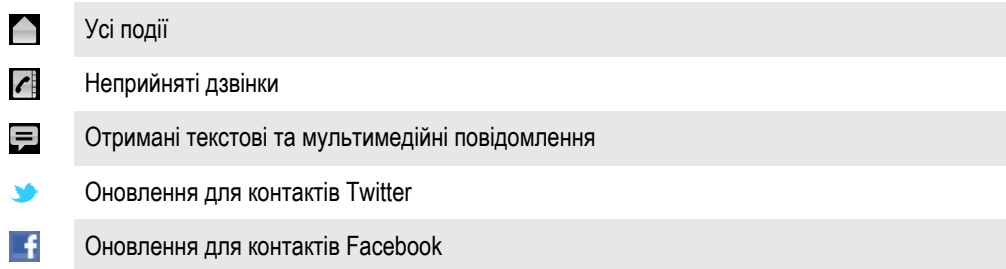 Усі події
Неприйняті дзвінки
Отримані текстові та мультимедійні повідомлення
Оновлення для контактів Twitter
Оновлення для контактів Facebook